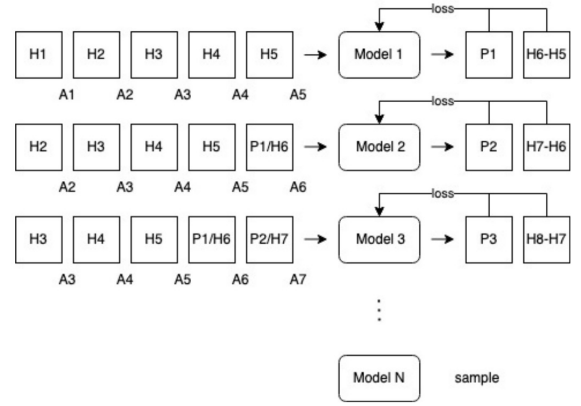 loss
H1 H2 H3 H4 H5 Model 1 P1 H6-H5
A1 A2 A3 A4 A5
loss
H2 H3 H4 H5 P1/H6 Model 2 P2 H7-H6
A2 A3 A4 A5 A6
loss
H3 H4 H5 P1/H6 P2/H7 Model 3 P3 H8-H7
A3 A4 A5 A6 A7
Model N sample